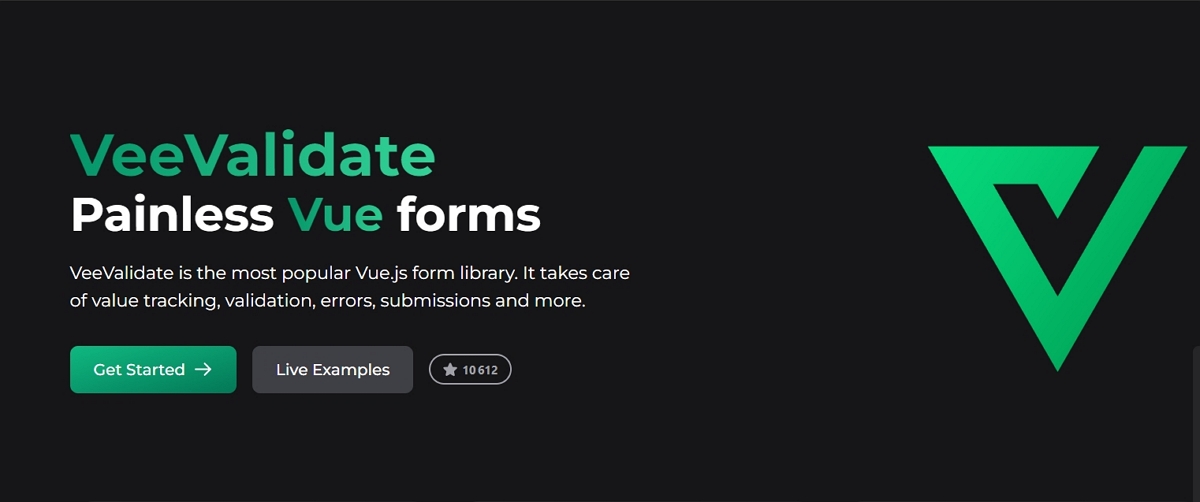 VeeValidate
Painless Vue forms
VeeValidate is the most popular Vue.js form library. It takes care
of value tracking, validation, errors, submissions and more.
Get Started → Live Examples ★ 10 612